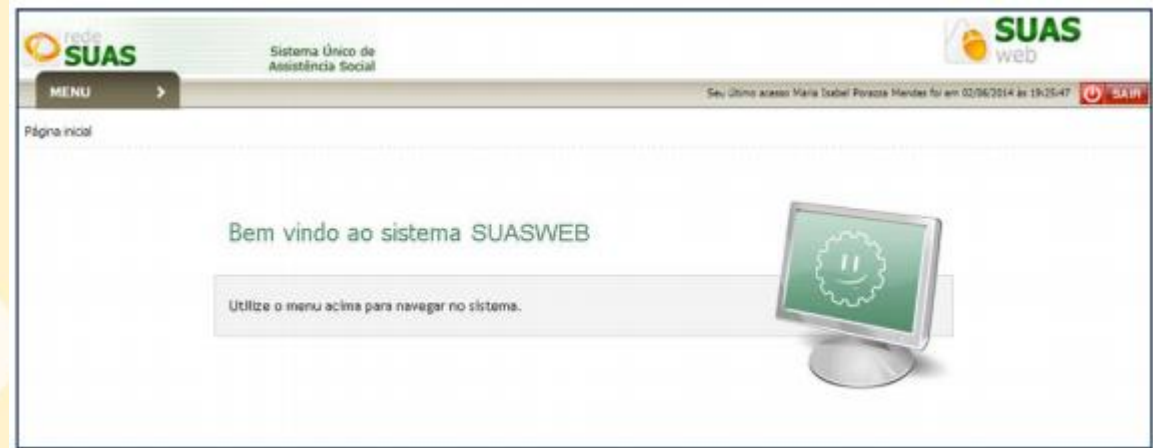 rede
SUAS
Sistema Único de
Assistência Social
SUAS
web
MENU
Seu último acesso Maria Isabel Porazza Mendes foi em 02/06/2014 às 19:25:47
SAIR
Página inicial
Bem vindo ao sistema SUASWEB
Utilize o menu acima para navegar no sistema.